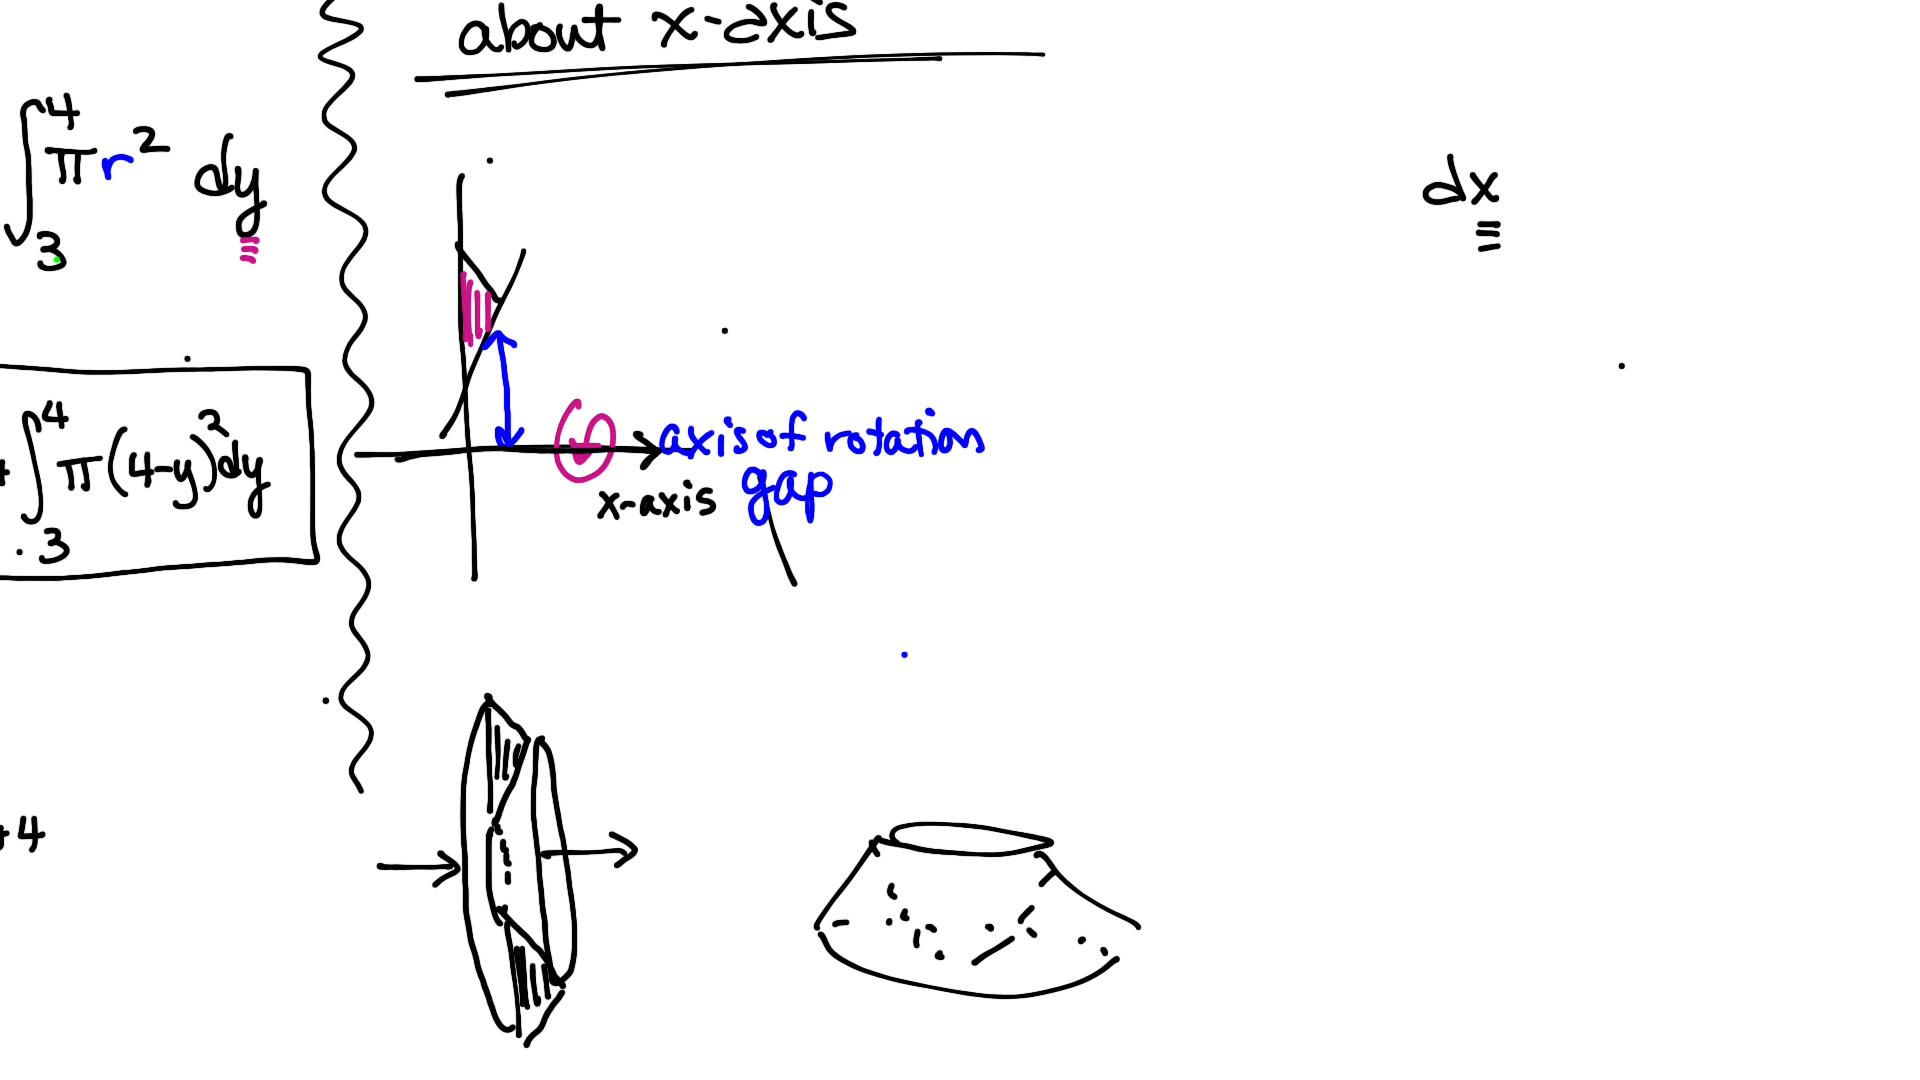 about x-axis
∫₃⁴ πr² dy
dx
∫₃⁴ π(4-y)² dy
axis of rotation
x-axis gap
+4